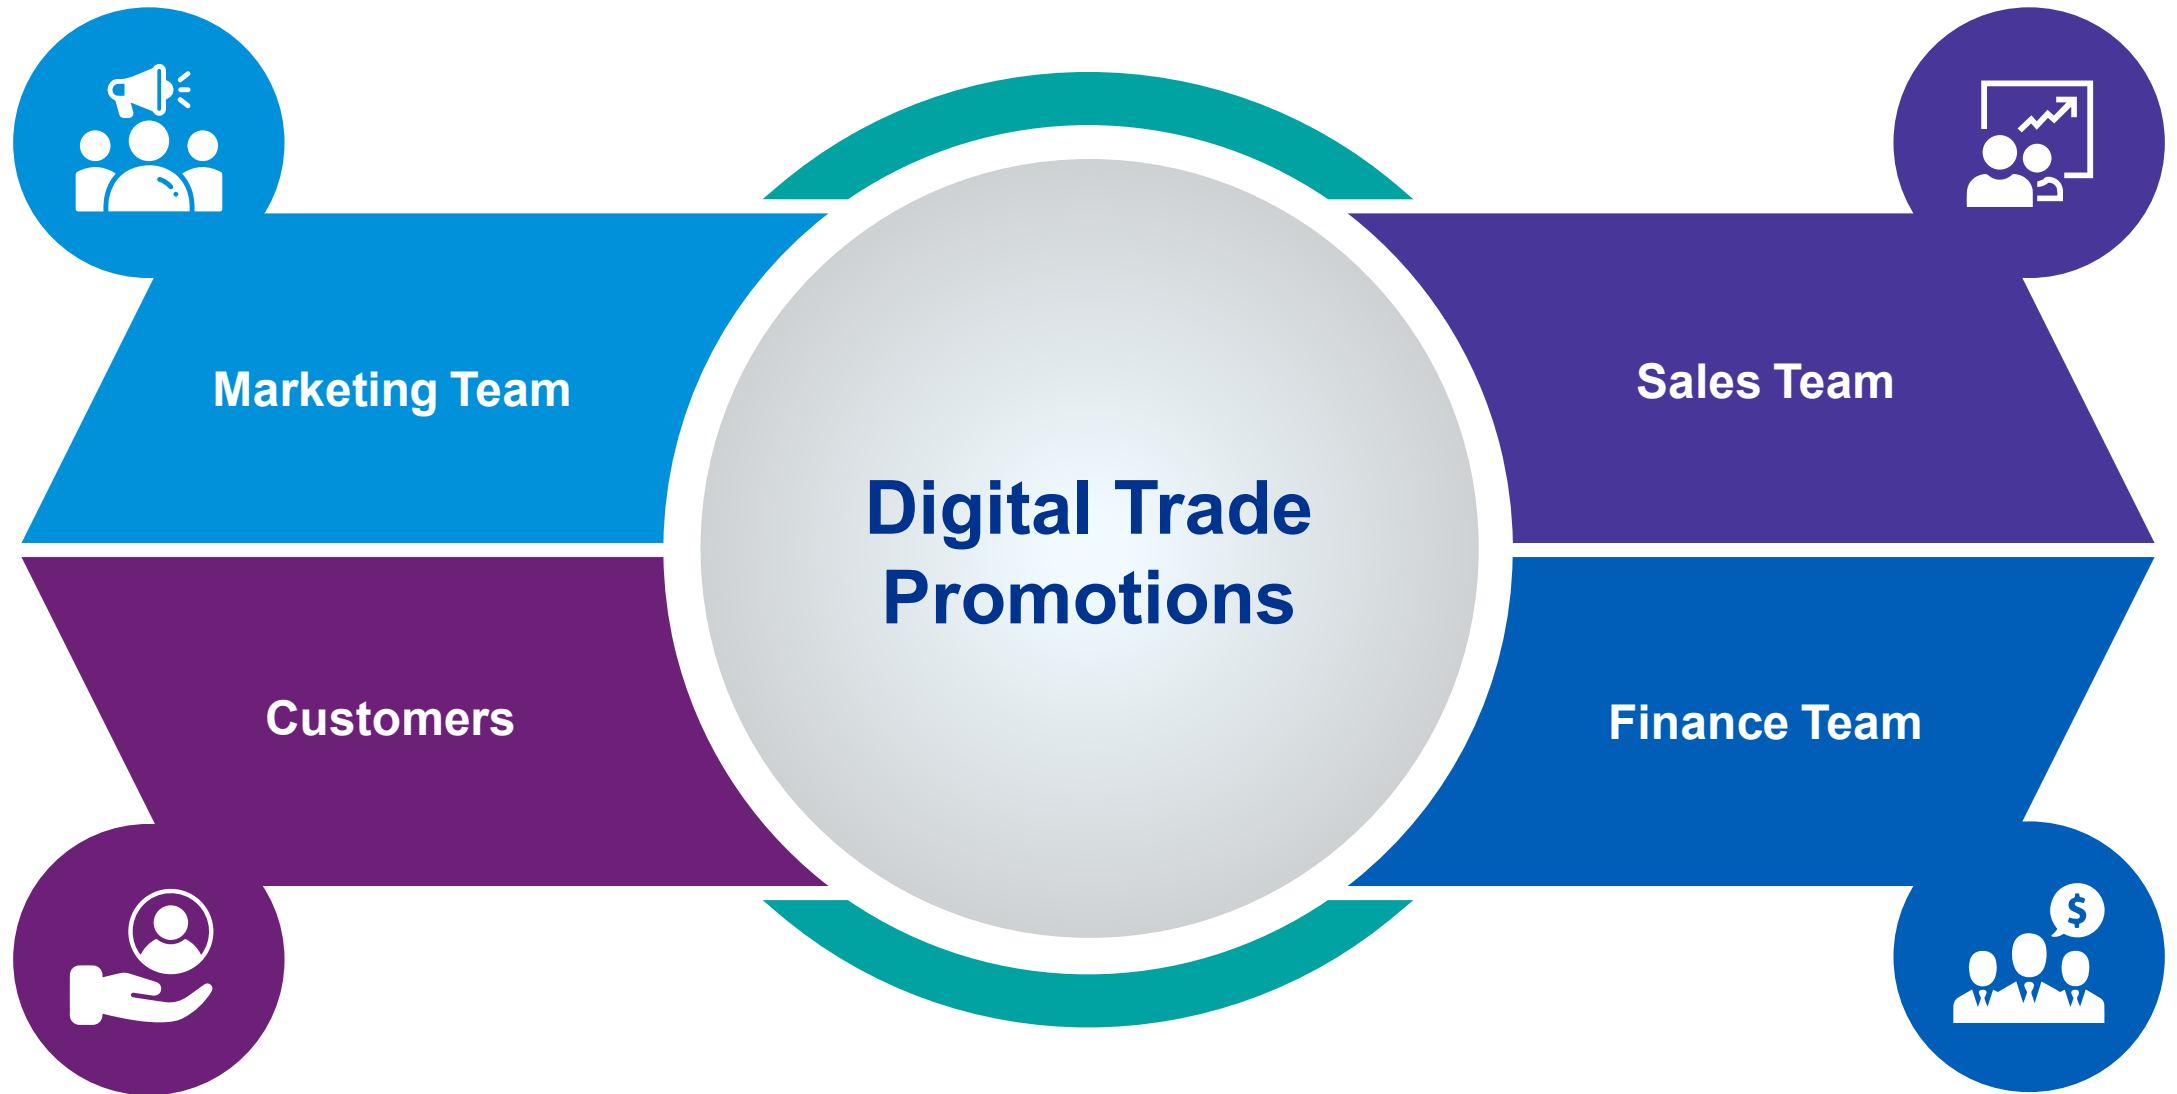 Marketing Team
Sales Team
Digital Trade
Promotions
Customers
Finance Team
$